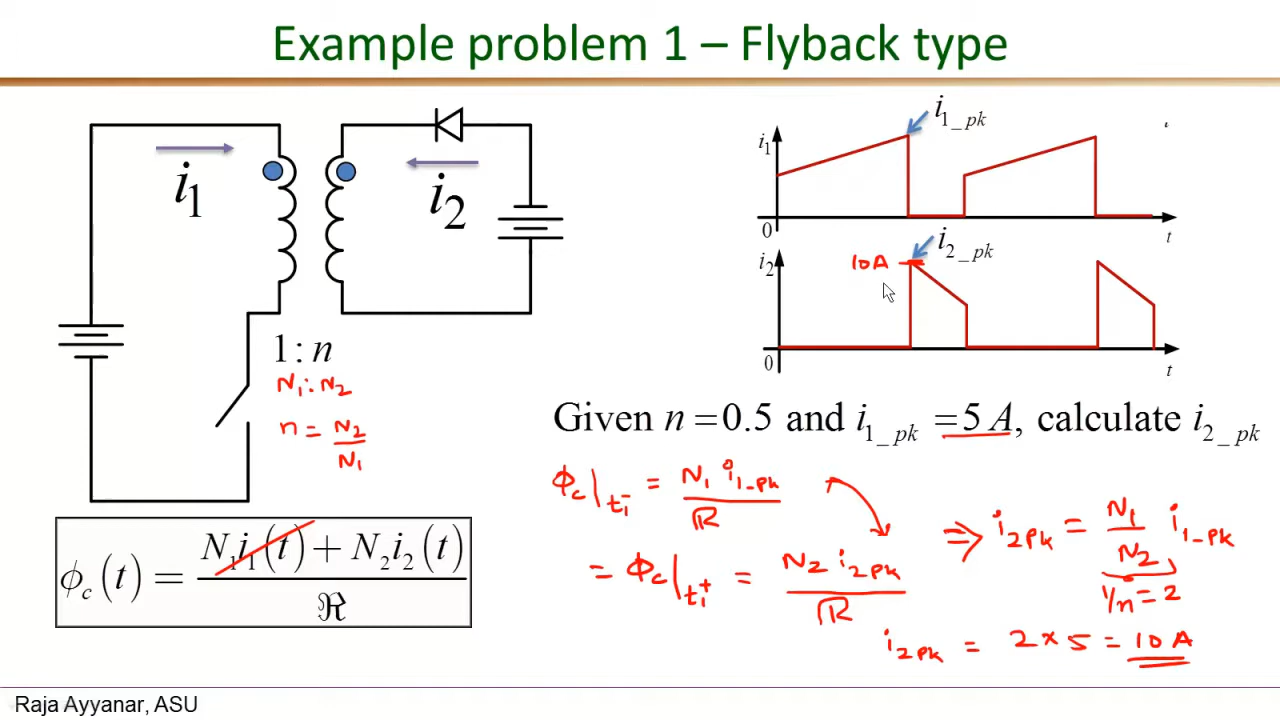 Example problem 1 – Flyback type
i₁
i₂
1 : n
N₁ : N₂
n = N₂/N₁
i₁
i₁_pk
0
t
i₂
10A
i₂_pk
0
t
Given n = 0.5 and i₁_pk = 5 A, calculate i₂_pk
ϕc(t) = (N₁i₁(t) + N₂i₂(t))/ℜ
ϕc|t₁⁻ = N₁ i₁_pk / ℜ
= ϕc|t₁⁺ = N₂ i₂pk / ℜ
⇒ i₂pk = N₁/N₂ i₁_pk
1/n = 2
i₂pk = 2 × 5 = 10 A
Raja Ayyanar, ASU